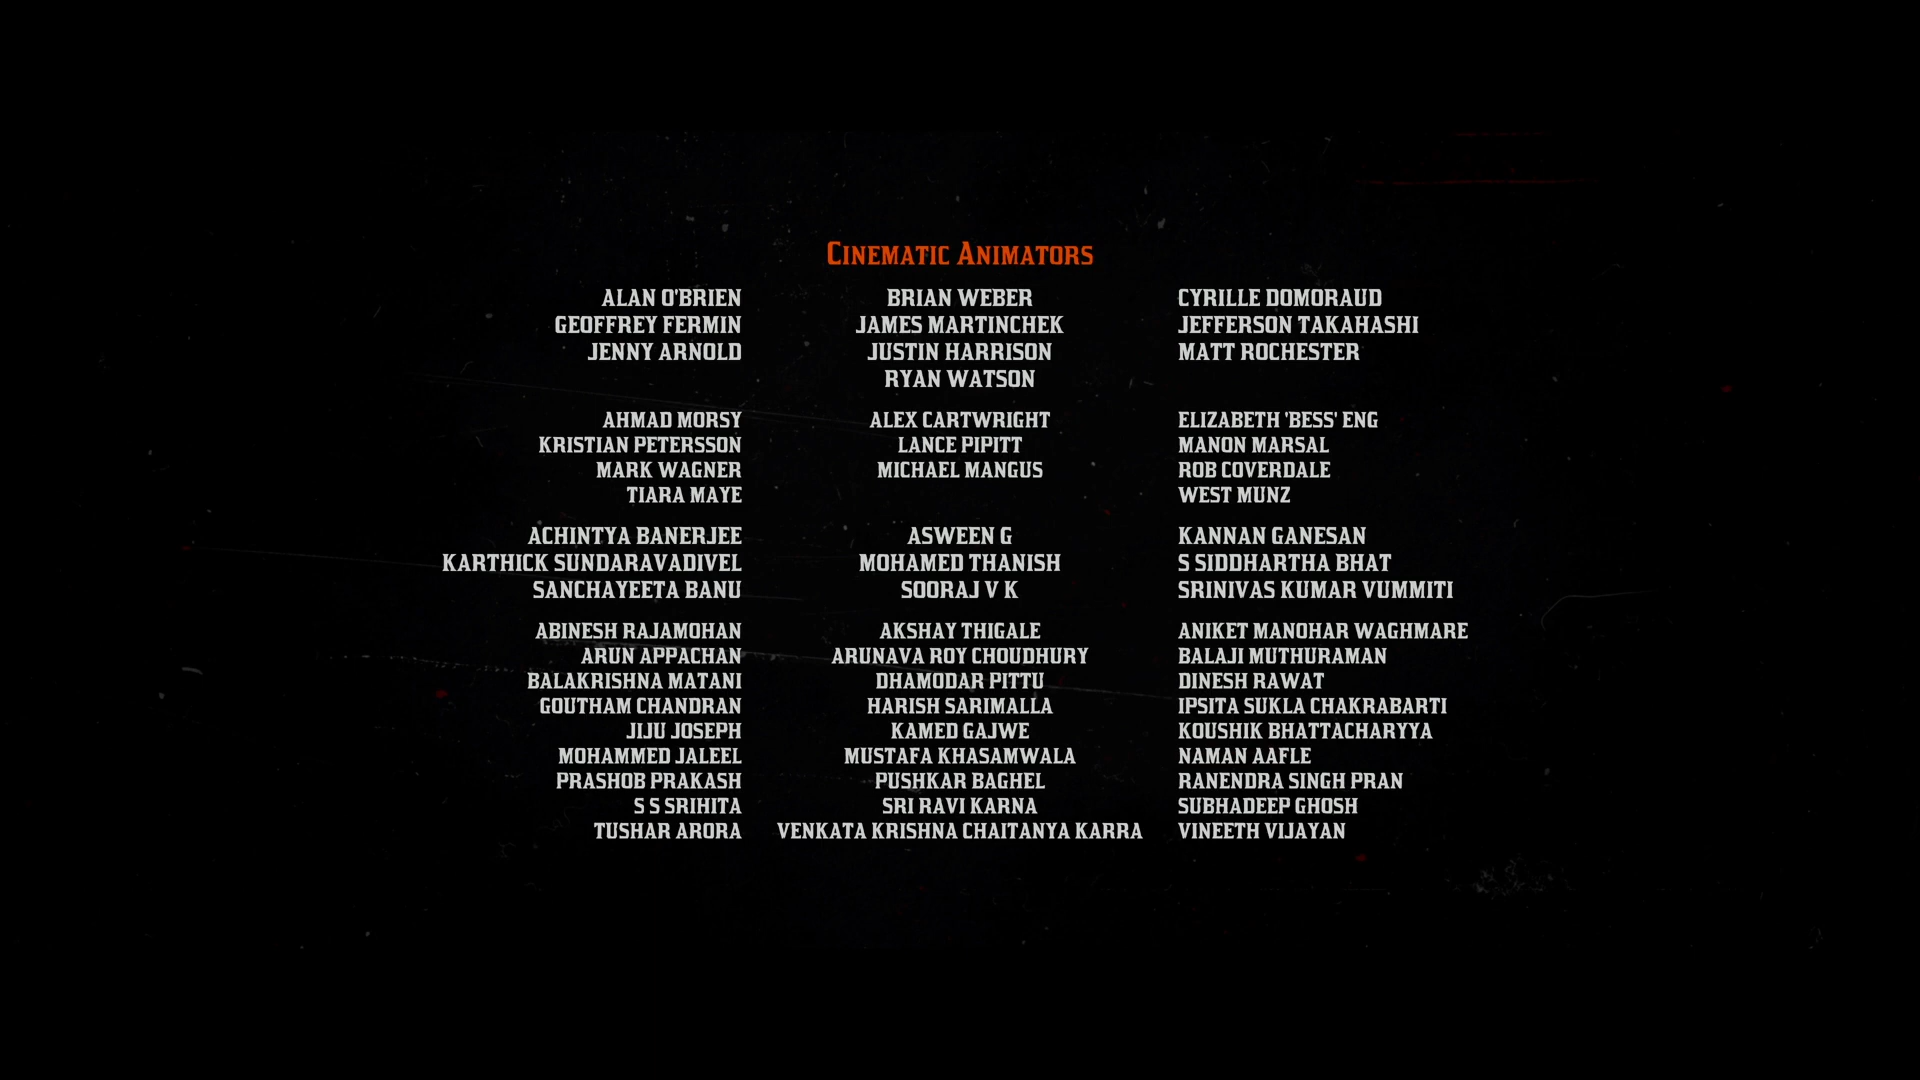 Cinematic Animators
ALAN O'BRIEN BRIAN WEBER CYRILLE DOMORAUD
GEOFFREY FERMIN JAMES MARTINCHEK JEFFERSON TAKAHASHI
JENNY ARNOLD JUSTIN HARRISON MATT ROCHESTER
RYAN WATSON
AHMAD MORSY ALEX CARTWRIGHT ELIZABETH 'BESS' ENG
KRISTIAN PETERSSON LANCE PIPITT MANON MARSAL
MARK WAGNER MICHAEL MANGUS ROB COVERDALE
TIARA MAYE WEST MUNZ
ACHINTYA BANERJEE ASWEEN G KANNAN GANESAN
KARTHICK SUNDARAVADIVEL MOHAMED THANISH S SIDDHARTHA BHAT
SANCHAYEETA BANU SOORAJ V K SRINIVAS KUMAR VUMMITI
ABINESH RAJAMOHAN AKSHAY THIGALE ANIKET MANOHAR WAGHMARE
ARUN APPACHAN ARUNAVA ROY CHOUDHURY BALAJI MUTHURAMAN
BALAKRISHNA MATANI DHAMODAR PITTU DINESH RAWAT
GOUTHAM CHANDRAN HARISH SARIMALLA IPSITA SUKLA CHAKRABARTI
JIJU JOSEPH KAMED GAJWE KOUSHIK BHATTACHARYYA
MOHAMMED JALEEL MUSTAFA KHASAMWALA NAMAN AAFLE
PRASHOB PRAKASH PUSHKAR BAGHEL RANENDRA SINGH PRAN
S S SRIHITA SRI RAVI KARNA SUBHADEEP GHOSH
TUSHAR ARORA VENKATA KRISHNA CHAITANYA KARRA VINEETH VIJAYAN